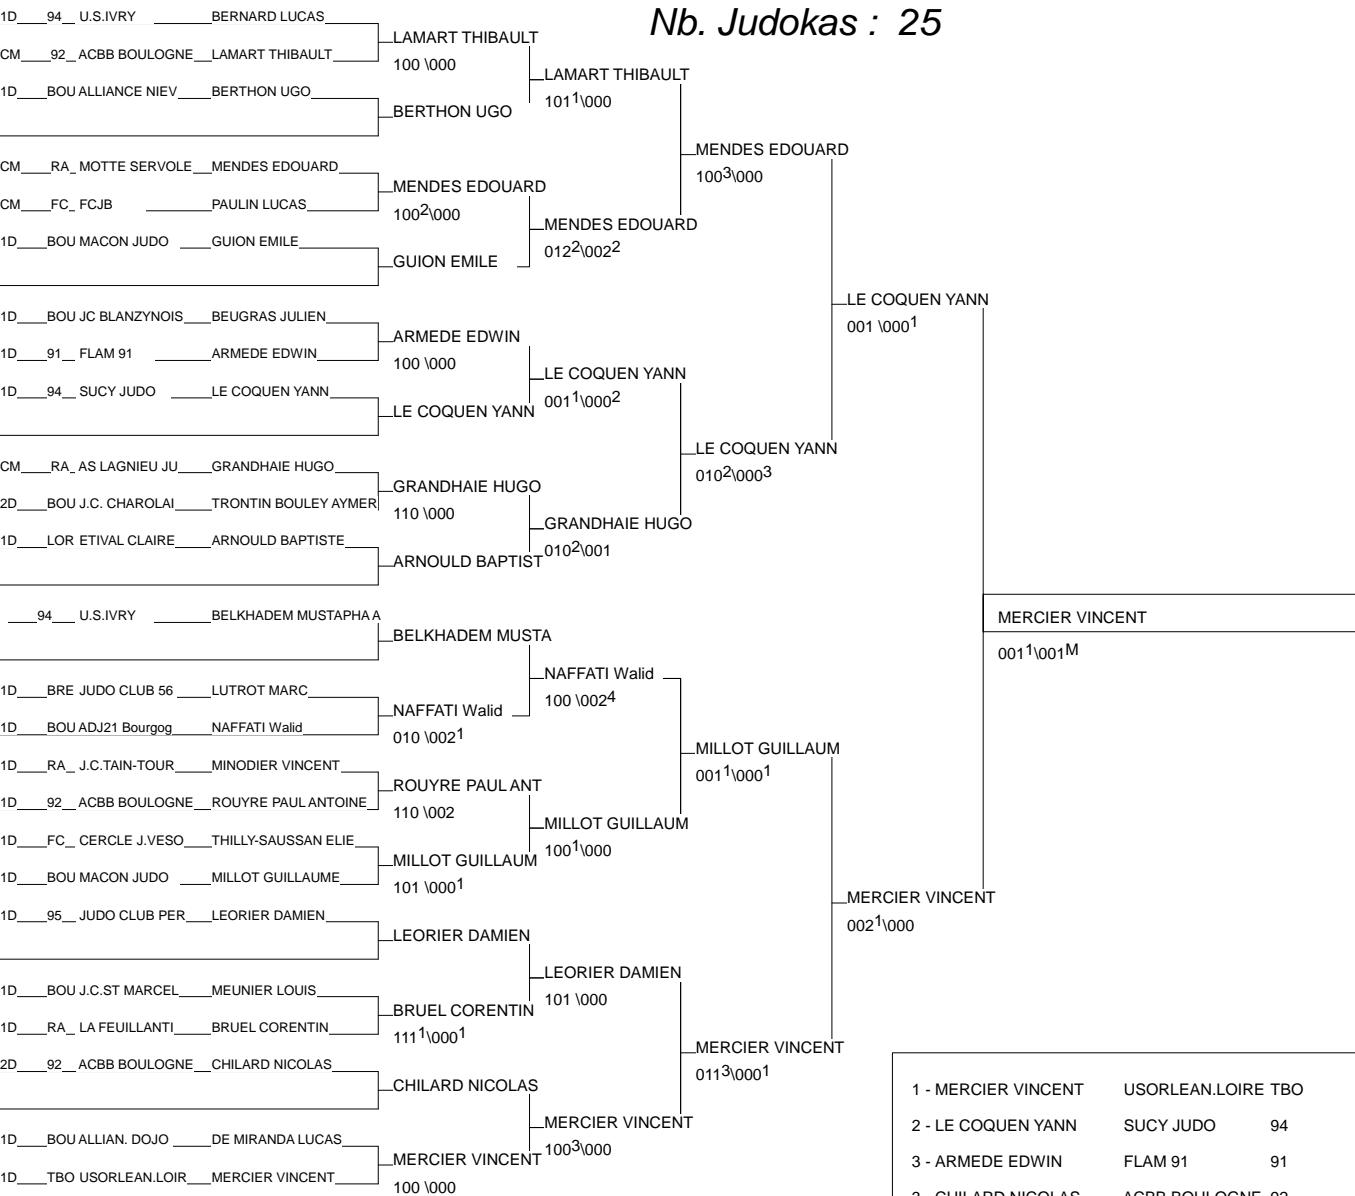 Nb. Judokas : 25
1D 94 U.S.IVRY BERNARD LUCAS
CM 92 ACBB BOULOGNE LAMART THIBAULT
1D BOU ALLIANCE NIEV BERTHON UGO
CM RA MOTTE SERVOLE MENDES EDOUARD
CM FC FCJB PAULIN LUCAS
1D BOU MACON JUDO GUION EMILE
1D BOU JC BLANZYNOIS BEUGRAS JULIEN
1D 91 FLAM 91 ARMEDE EDWIN
1D 94 SUCY JUDO LE COQUEN YANN
CM RA AS LAGNIEU JU GRANDHAIE HUGO
2D BOU J.C. CHAROLAI TRONTIN BOULEY AYMER
1D LOR ETIVAL CLAIRE ARNOULD BAPTISTE
94 U.S.IVRY BELKHADEM MUSTAPHA A
1D BRE JUDO CLUB 56 LUTROT MARC
1D BOU ADJ21 Bourgog NAFFATI Walid
1D RA J.C.TAIN-TOUR MINODIER VINCENT
1D 92 ACBB BOULOGNE ROUYRE PAUL ANTOINE
1D FC CERCLE J.VESO THILLY-SAUSSAN ELIE
1D BOU MACON JUDO MILLOT GUILLAUME
1D 95 JUDO CLUB PER LEORIER DAMIEN
1D BOU J.C.ST MARCEL MEUNIER LOUIS
1D RA LA FEUILLANTI BRUEL CORENTIN
2D 92 ACBB BOULOGNE CHILARD NICOLAS
1D BOU ALLIAN. DOJO DE MIRANDA LUCAS
1D TBO USORLEAN.LOIR MERCIER VINCENT
LAMART THIBAULT
100 \000
BERTHON UGO
MENDES EDOUARD
100² \000
GUION EMILE
ARMEDE EDWIN
100 \000
LE COQUEN YANN
GRANDHAIE HUGO
110 \000
ARNOULD BAPTIST
BELKHADEM MUSTA
NAFFATI Walid
010 \002¹
ROUYRE PAUL ANT
110 \002
MILLOT GUILLAUM
101 \000¹
LEORIER DAMIEN
BRUEL CORENTIN
111¹\000¹
CHILARD NICOLAS
MERCIER VINCENT
100 \000
LAMART THIBAULT
101¹\000
MENDES EDOUARD
012²\002²
LE COQUEN YANN
001¹\000²
GRANDHAIE HUGO
010²\001
NAFFATI Walid
100 \002⁴
MILLOT GUILLAUM
100¹\000
LEORIER DAMIEN
101 \000
MERCIER VINCENT
100³\000
MENDES EDOUARD
100³\000
LE COQUEN YANN
010²\000³
MILLOT GUILLAUM
001¹\000¹
MERCIER VINCENT
011³\000¹
LE COQUEN YANN
001 \000¹
MERCIER VINCENT
002¹\000
MERCIER VINCENT
001¹\001ᴹ
1 - MERCIER VINCENT USORLEAN.LOIRE TBO
2 - LE COQUEN YANN SUCY JUDO 94
3 - ARMEDE EDWIN FLAM 91 91
3 - CHILARD NICOLAS ACBB BOULOGNE 92